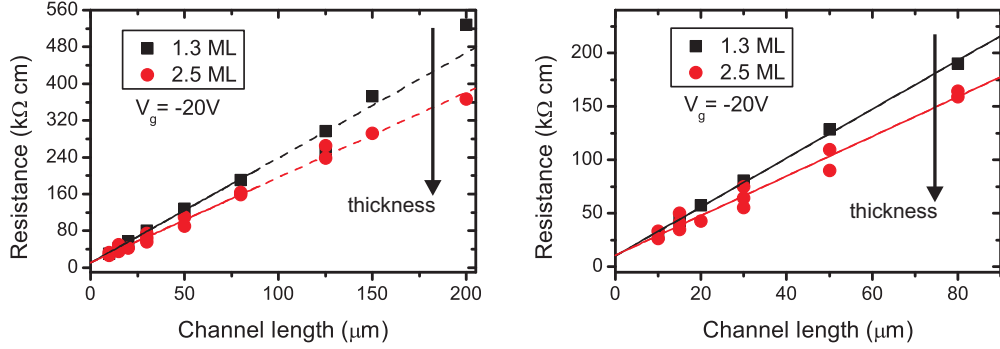 560
480
400
320
240
160
80
0
Resistance (kΩ cm)
1.3 ML
2.5 ML
Vg= -20V
thickness
0 50 100 150 200
Channel length (μm)
200
150
100
50
0
Resistance (kΩ cm)
1.3 ML
2.5 ML
Vg= -20V
thickness
0 20 40 60 80
Channel length (μm)